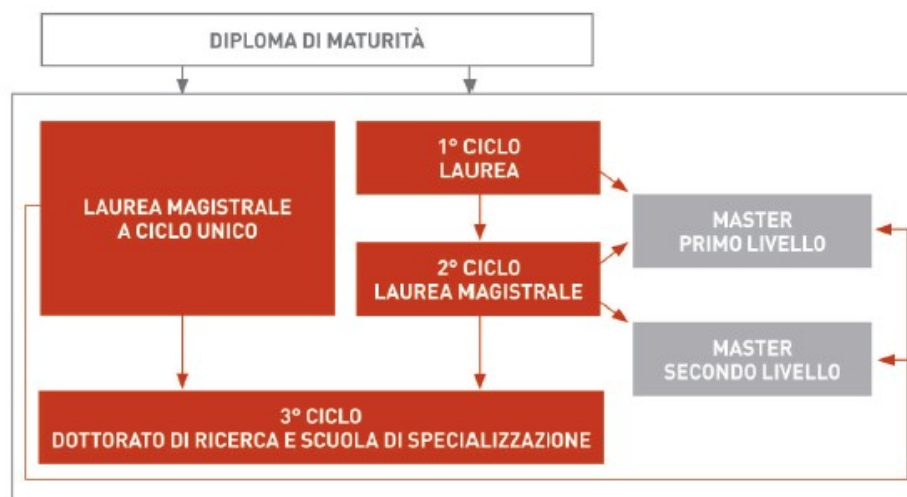 DIPLOMA DI MATURITÀ
LAUREA MAGISTRALE
A CICLO UNICO
1° CICLO
LAUREA
2° CICLO
LAUREA MAGISTRALE
MASTER
PRIMO LIVELLO
MASTER
SECONDO LIVELLO
3° CICLO
DOTTORATO DI RICERCA E SCUOLA DI SPECIALIZZAZIONE